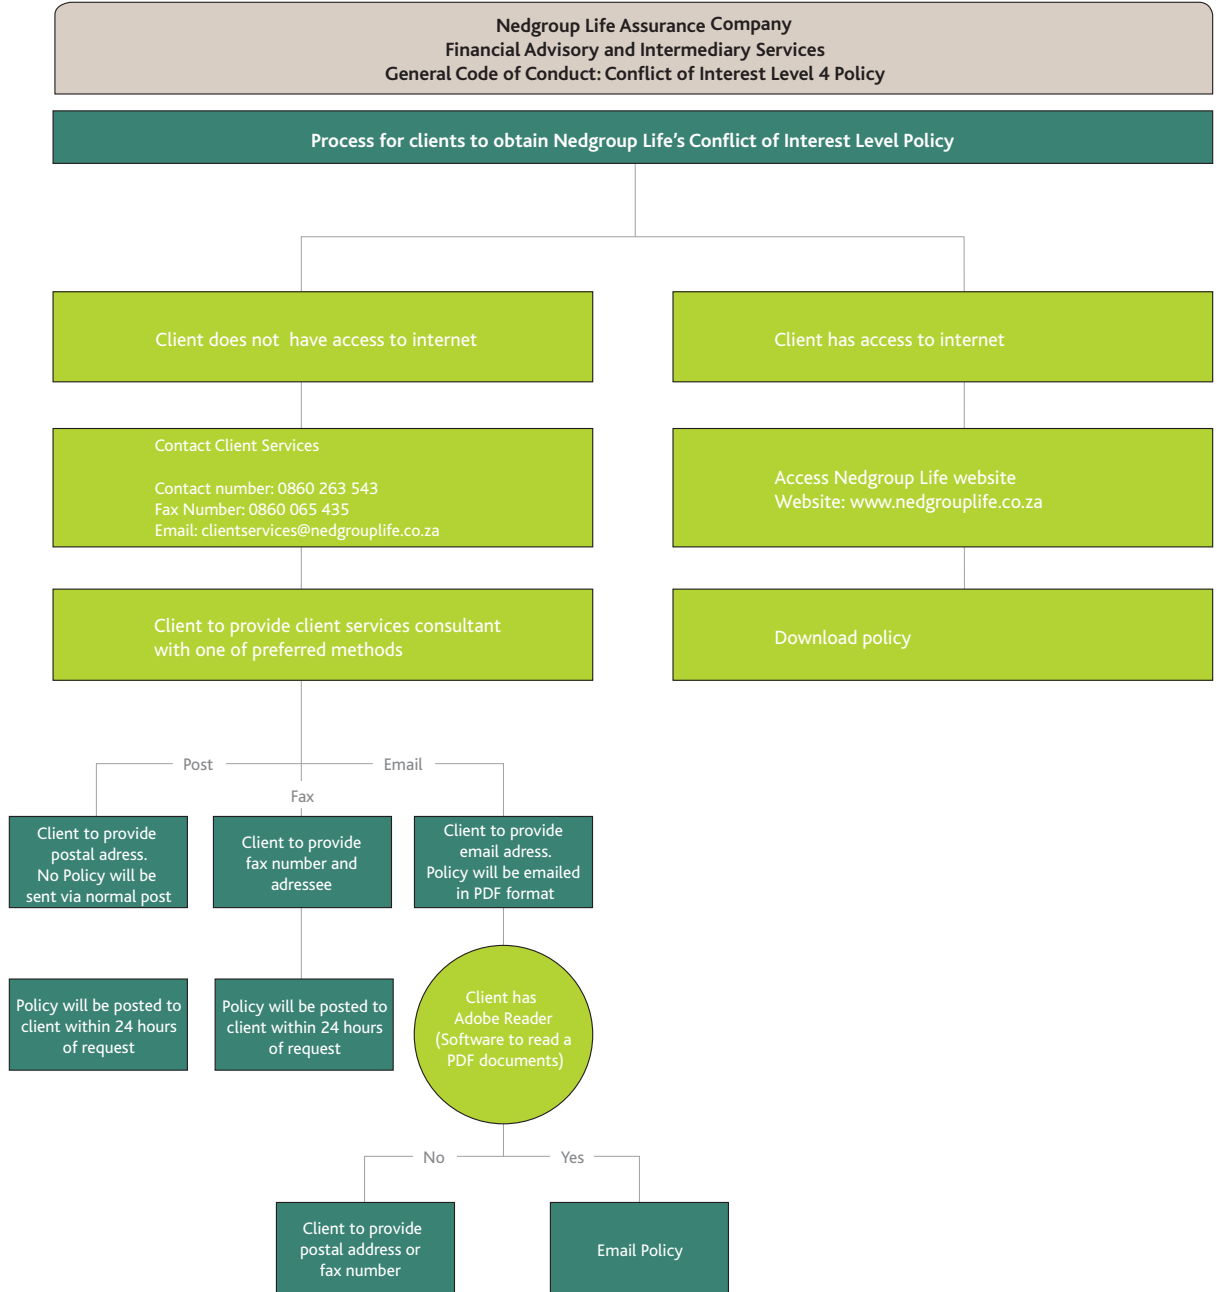 Nedgroup Life Assurance Company
Financial Advisory and Intermediary Services
General Code of Conduct: Conflict of Interest Level 4 Policy
Process for clients to obtain Nedgroup Life's Conflict of Interest Level Policy
Client does not have access to internet
Client has access to internet
Contact Client Services
Contact number: 0860 263 543
Fax Number: 0860 065 435
Email: clientservices@nedgrouplife.co.za
Access Nedgroup Life website
Website: www.nedgrouplife.co.za
Client to provide client services consultant
with one of preferred methods
Download policy
Post
Email
Fax
Client to provide
postal adress.
No Policy will be
sent via normal post
Client to provide
fax number and
adressee
Client to provide
email adress.
Policy will be emailed
in PDF format
Policy will be posted to
client within 24 hours
of request
Policy will be posted to
client within 24 hours
of request
Client has
Adobe Reader
(Software to read a
PDF documents)
No
Yes
Client to provide
postal address or
fax number
Email Policy